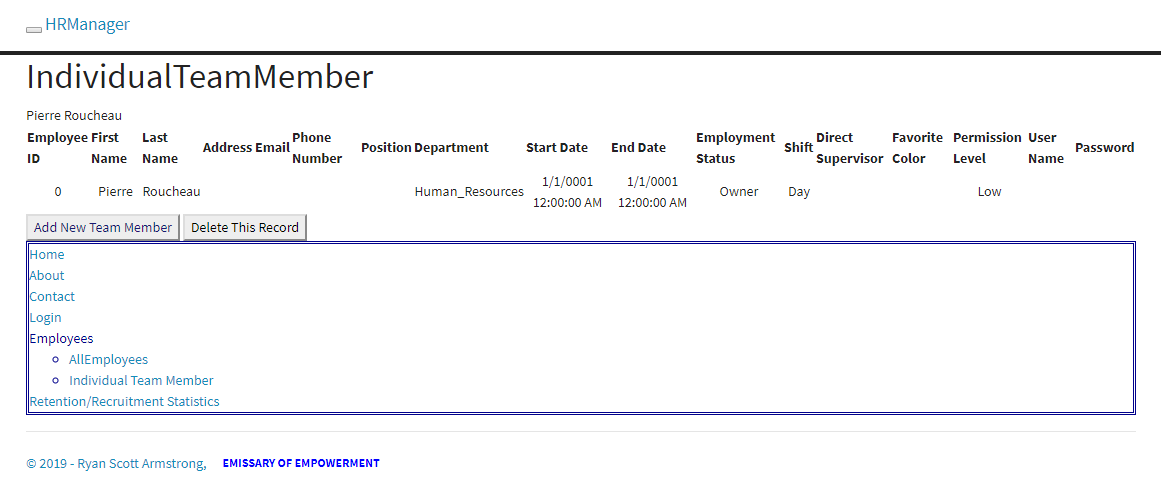 HRManager
IndividualTeamMember
Pierre Roucheau
Employee ID First Name Last Name Address Email Phone Number Position Department Start Date End Date Employment Status Shift Direct Supervisor Favorite Color Permission Level User Name Password
0 Pierre Roucheau Human_Resources 1/1/0001 12:00:00 AM 1/1/0001 12:00:00 AM Owner Day Low
Add New Team Member Delete This Record
Home
About
Contact
Login
Employees
AllEmployees
Individual Team Member
Retention/Recruitment Statistics
© 2019 - Ryan Scott Armstrong, EMISSARY OF EMPOWERMENT